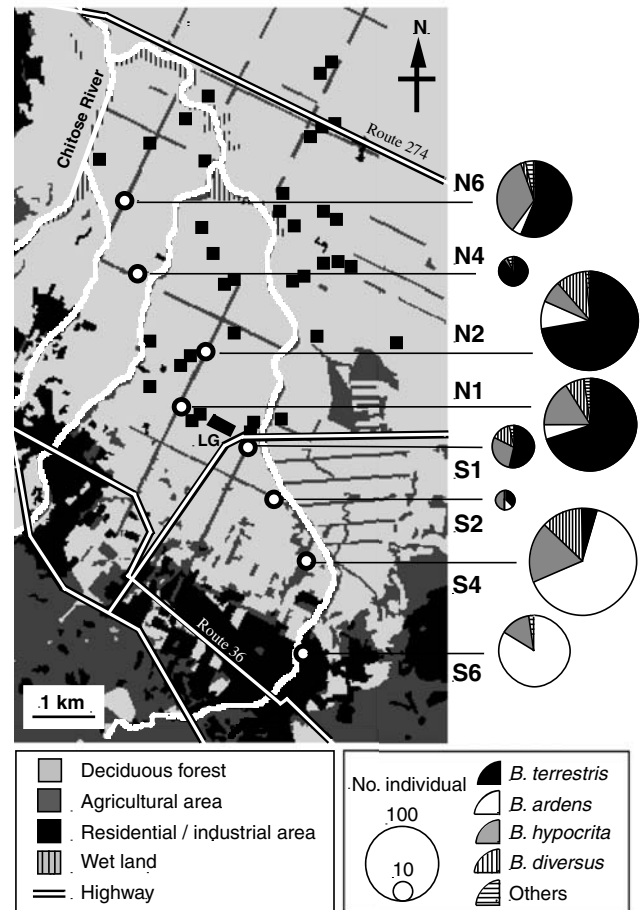 N
Chitose River
Route 274
N6
N4
N2
N1
LG
S1
S2
S4
Route 36
S6
1 km
Deciduous forest
Agricultural area
Residential / industrial area
Wet land
Highway
No. individual
100
10
B. terrestris
B. ardens
B. hypocrita
B. diversus
Others